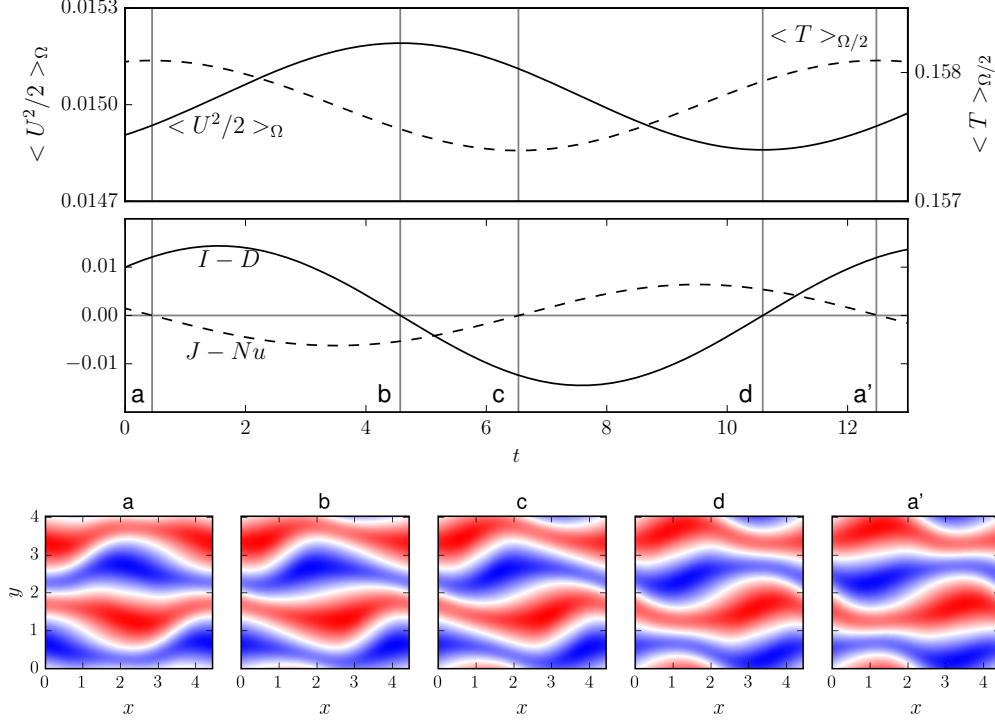 0.0153
0.0150
0.0147
< U²/2 >Ω
< T >Ω/2
< U²/2 >Ω
0.158
0.157
< T >Ω/2
0.01
0.00
−0.01
I − D
J − Nu
a
b
c
d
a'
0 2 4 6 8 10 12
t
a b c d a'
4
3
2
1
0
y
0 1 2 3 4 0 1 2 3 4 0 1 2 3 4 0 1 2 3 4 0 1 2 3 4
x x x x x